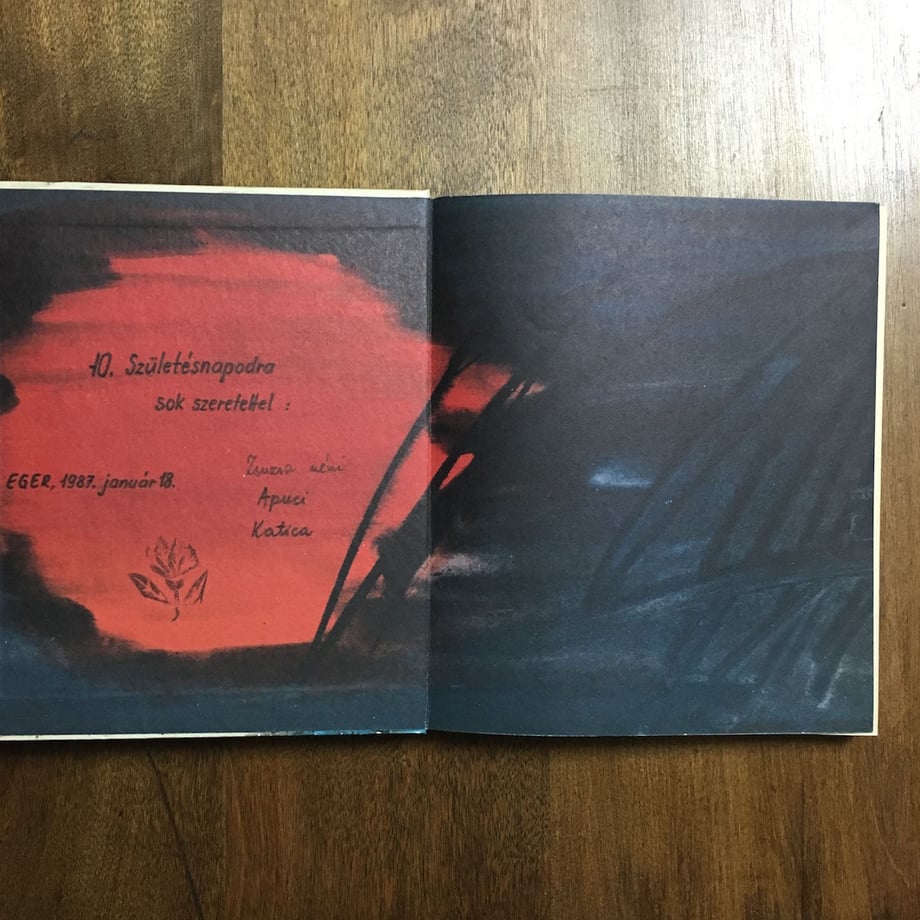 10. Születésnapodra
sok szeretettel :
EGER, 1987. január 18.
Zsuzsa néni
Apuci
Katica